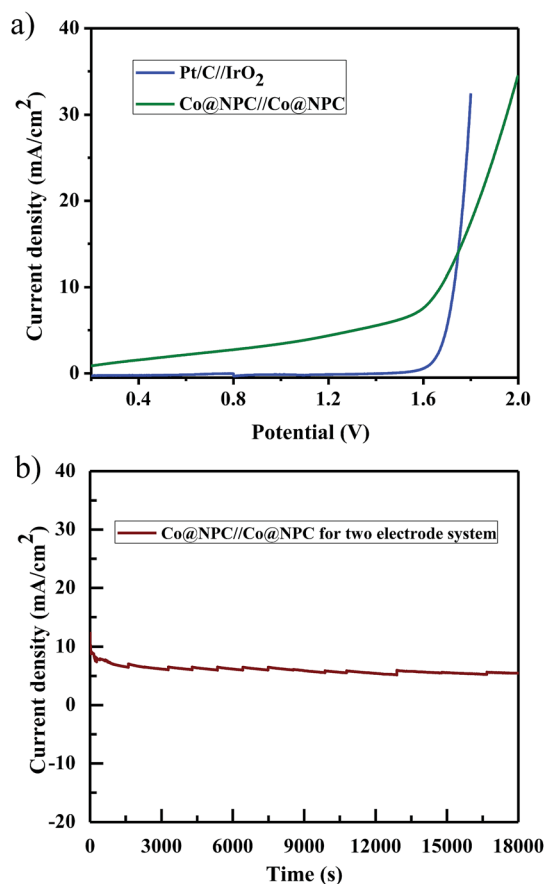 a)
40
Pt/C//IrO2
Co@NPC//Co@NPC
30
20
10
0
Current density (mA/cm2)
0.4 0.8 1.2 1.6 2.0
Potential (V)
b)
40
Co@NPC//Co@NPC for two electrode system
30
20
10
0
-10
-20
Current density (mA/cm2)
0 3000 6000 9000 12000 15000 18000
Time (s)